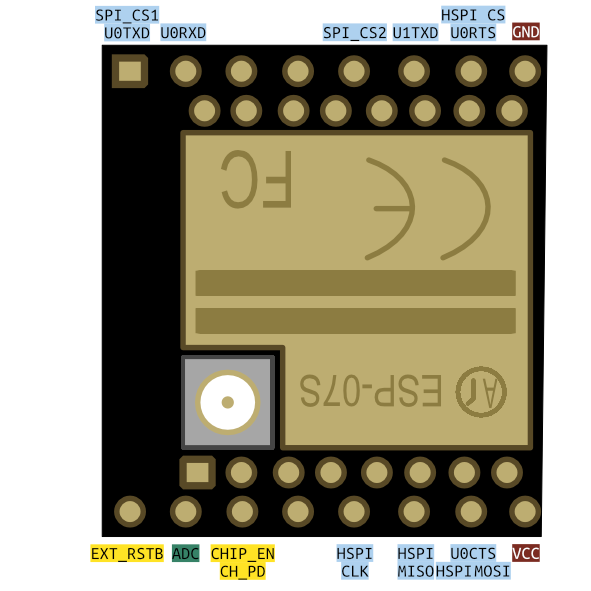 SPI_CS1 HSPI CS
U0TXD U0RXD SPI_CS2 U1TXD U0RTS GND
FC CE
ESP-07S AI
EXT_RSTB ADC CHIP_EN HSPI HSPI U0CTS VCC
CH_PD CLK MISO HSPIMOSI